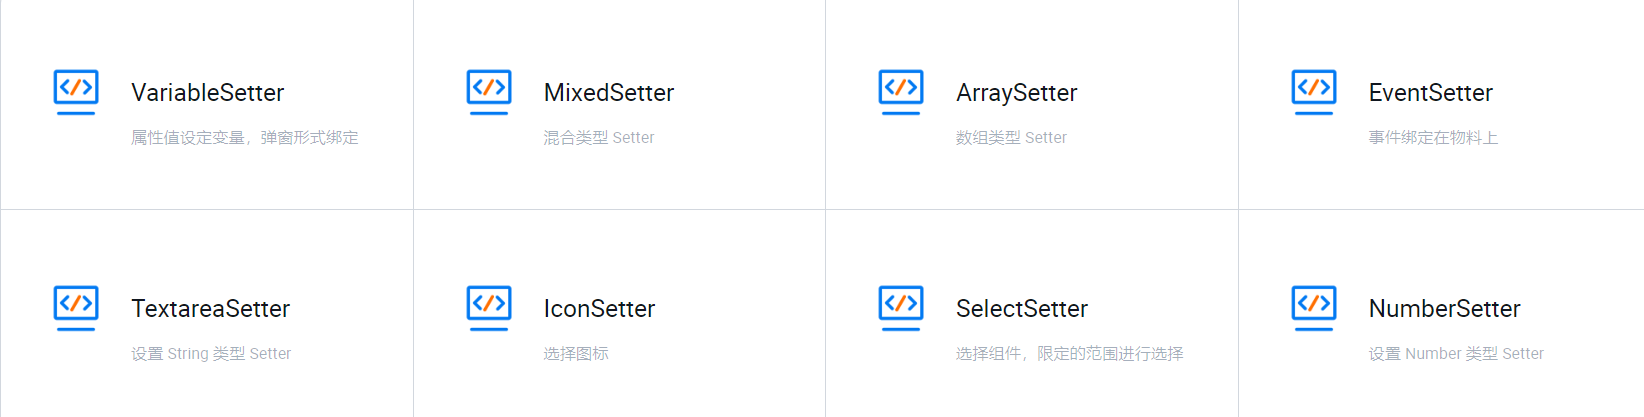 VariableSetter
属性值设定变量，弹窗形式绑定
MixedSetter
混合类型 Setter
ArraySetter
数组类型 Setter
EventSetter
事件绑定在物料上
TextareaSetter
设置 String 类型 Setter
IconSetter
选择图标
SelectSetter
选择组件，限定的范围进行选择
NumberSetter
设置 Number 类型 Setter